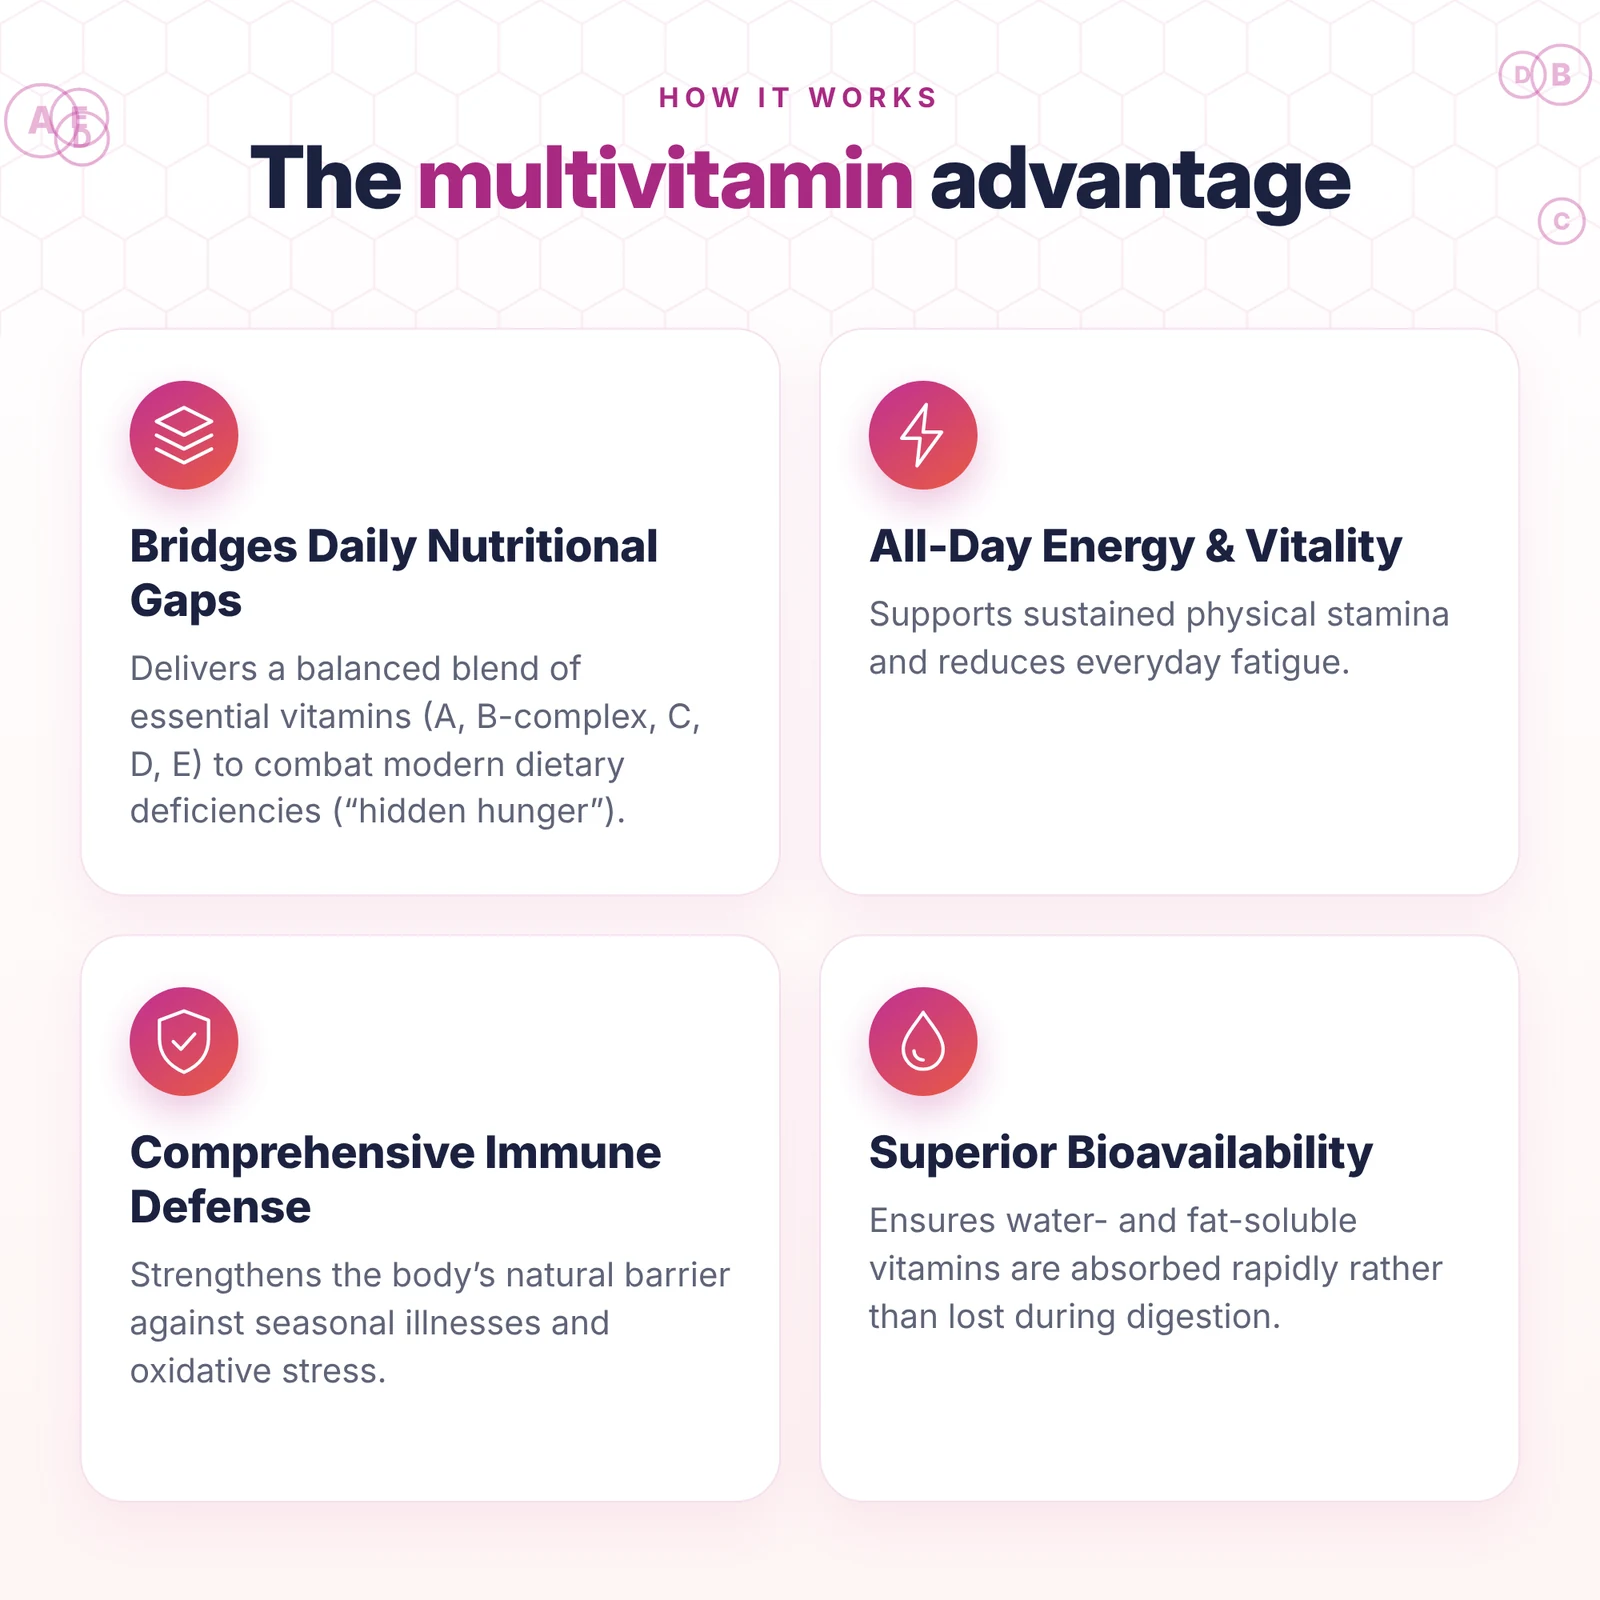 HOW IT WORKS
The multivitamin advantage
A
E
D
D
B
C
Bridges Daily Nutritional
Gaps
Delivers a balanced blend of
essential vitamins (A, B-complex, C,
D, E) to combat modern dietary
deficiencies (“hidden hunger”).
All-Day Energy & Vitality
Supports sustained physical stamina
and reduces everyday fatigue.
Comprehensive Immune
Defense
Strengthens the body’s natural barrier
against seasonal illnesses and
oxidative stress.
Superior Bioavailability
Ensures water- and fat-soluble
vitamins are absorbed rapidly rather
than lost during digestion.